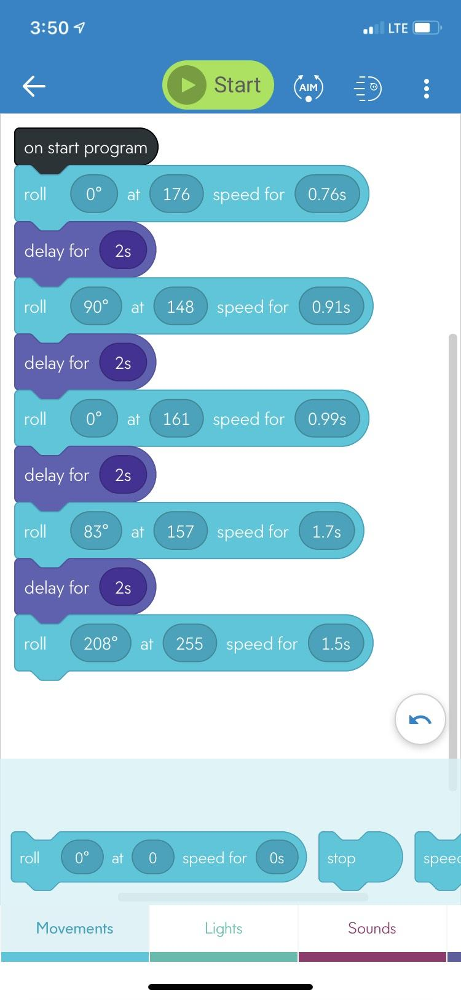 3:50 LTE
Start AIM
on start program
roll 0° at 176 speed for 0.76s
delay for 2s
roll 90° at 148 speed for 0.91s
delay for 2s
roll 0° at 161 speed for 0.99s
delay for 2s
roll 83° at 157 speed for 1.7s
delay for 2s
roll 208° at 255 speed for 1.5s
roll 0° at 0 speed for 0s stop speed
Movements Lights Sounds